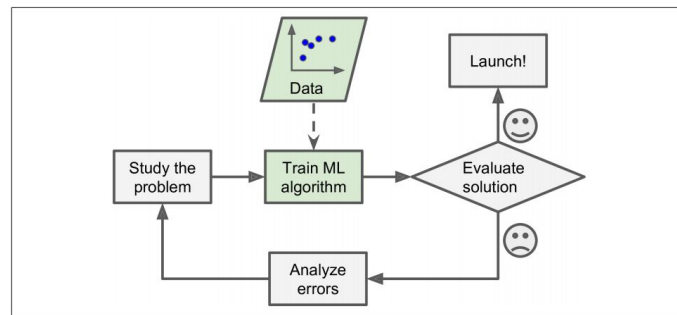 Data
Launch!
Study the
problem
Train ML
algorithm
Evaluate
solution
Analyze
errors